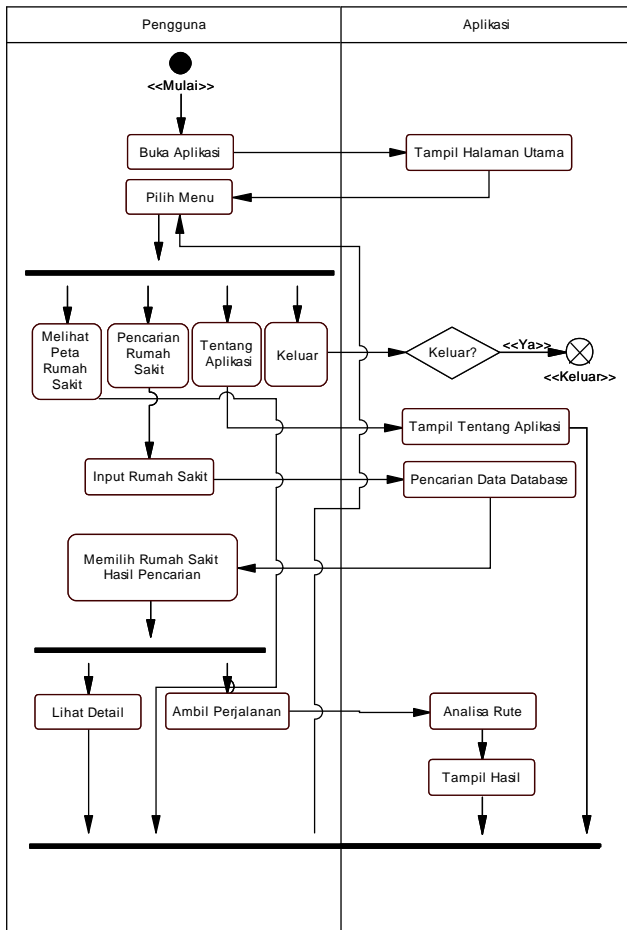 Pengguna
Aplikasi
<<Mulai>>
Buka Aplikasi
Tampil Halaman Utama
Pilih Menu
Melihat
Peta
Rumah
Sakit
Pencarian
Rumah
Sakit
Tentang
Aplikasi
Keluar
Keluar?
<<Ya>>
<<Keluar>>
Tampil Tentang Aplikasi
Input Rumah Sakit
Pencarian Data Database
Memilih Rumah Sakit
Hasil Pencarian
Lihat Detail
Ambil Perjalanan
Analisa Rute
Tampil Hasil